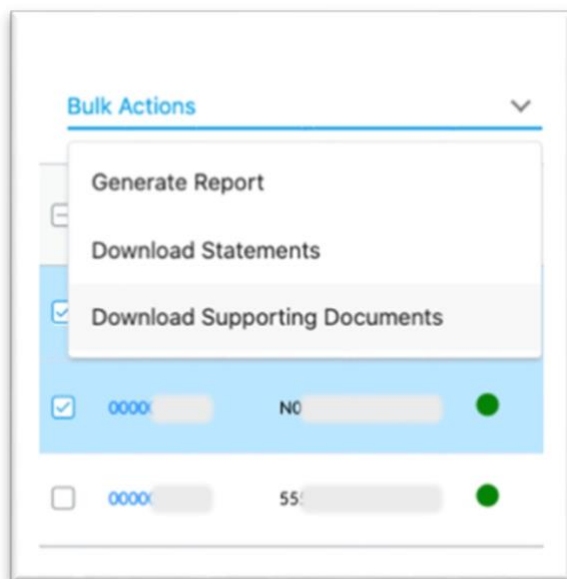 Bulk Actions
Generate Report
Download Statements
Download Supporting Documents
0000 N0
0000 55